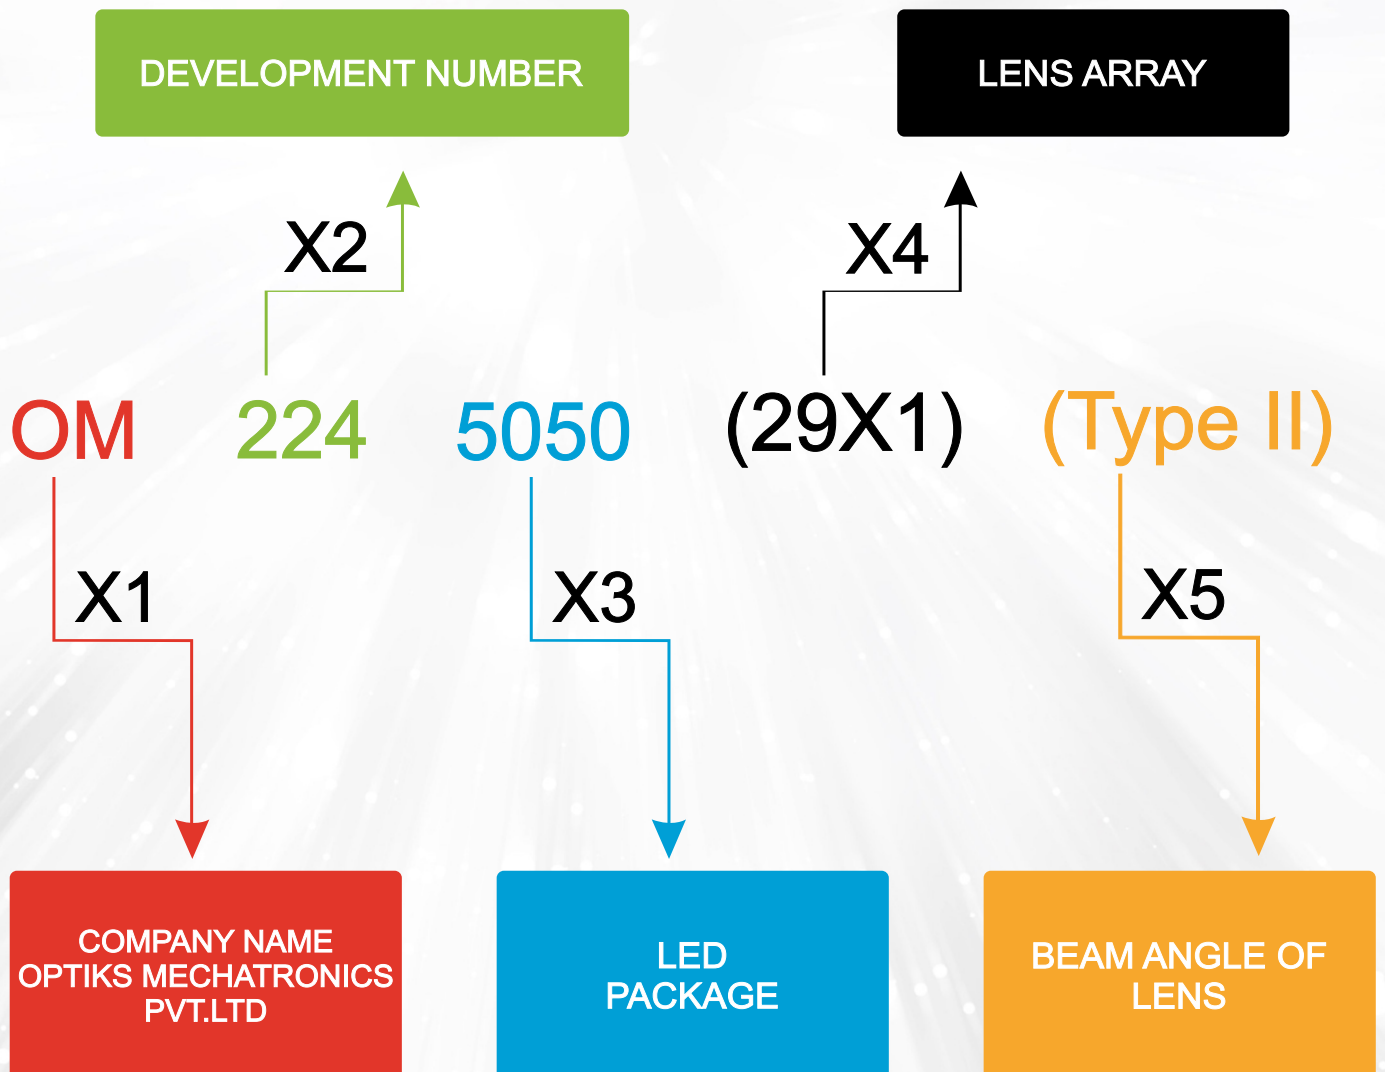 DEVELOPMENT NUMBER
LENS ARRAY
X2
X4
OM 224 5050 (29X1) (Type II)
X1
X3
X5
COMPANY NAME
OPTIKS MECHATRONICS
PVT.LTD
LED
PACKAGE
BEAM ANGLE OF
LENS